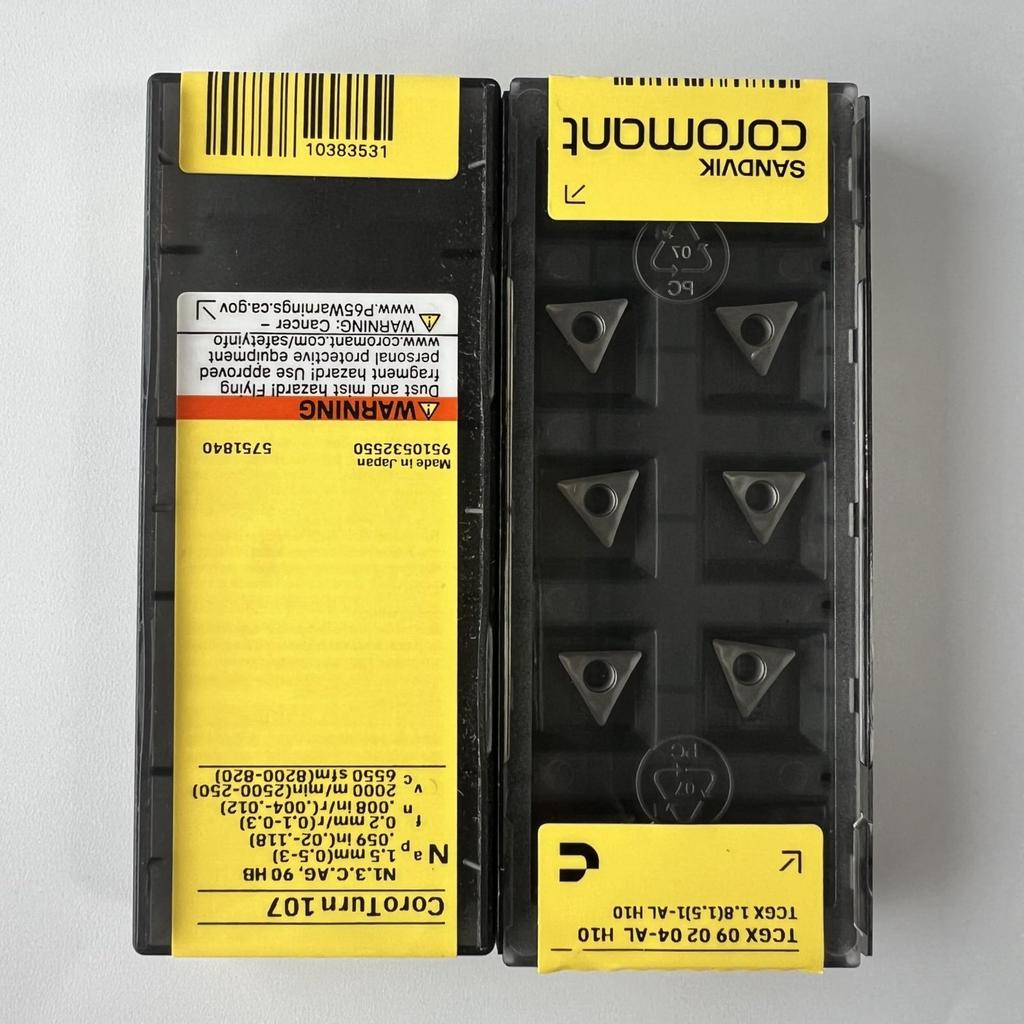 10383531
CoroTurn 107
N1.3.C.AG, 90 HB
N
ap 1.5 mm(0.5-3)
.059 in(.02-.118)
fn 0.2 mm/r(0.1-0.3)
.008 in/r(.004-.012)
vc 2000 m/min(2500-250)
6550 sfm(8200-820)
Made in Japan
9510532550 5751840
WARNING
Dust and mist hazard! Flying
fragment hazard! Use approved
personal protective equipment
www.coromant.com/safetyinfo
WARNING: Cancer –
www.P65Warnings.ca.gov
TCGX 09 02 04-AL H10
TCGX 1.8(1.5)1-AL H10
PC
07
07
PC
SANDVIK
coromant